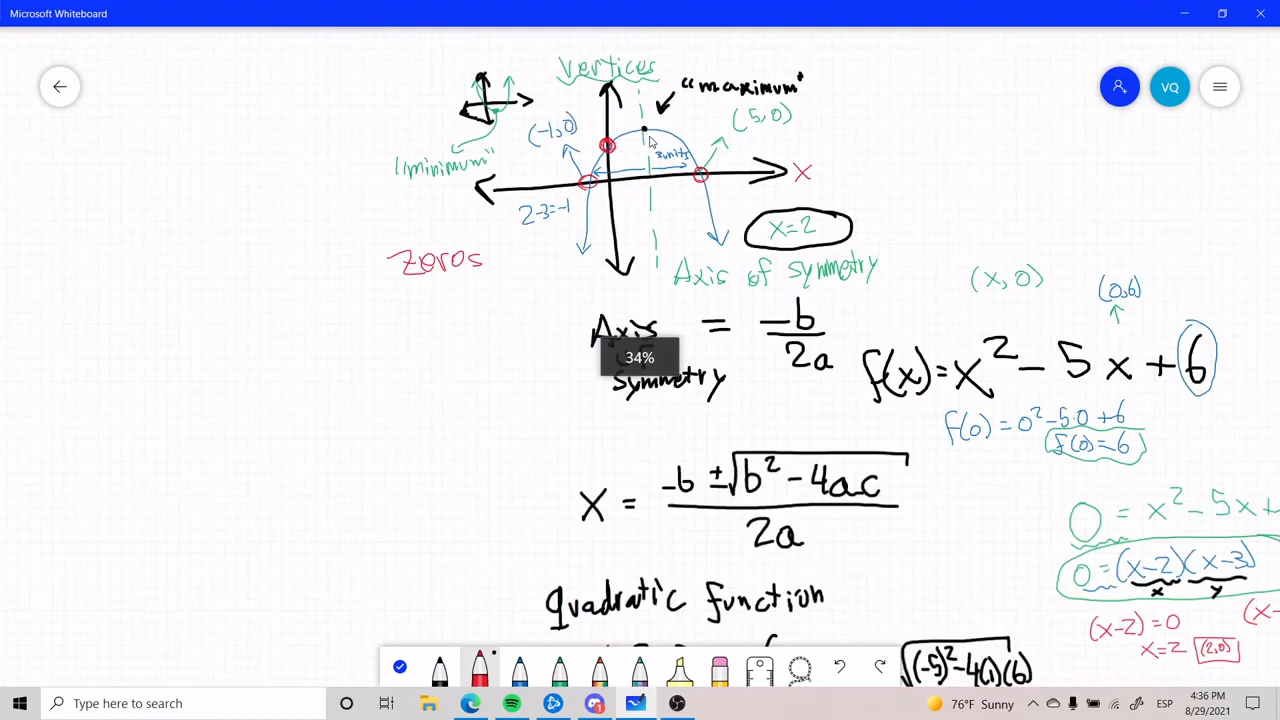 Microsoft Whiteboard
VQ
vertices
"maximum"
(-1,0)
(5,0)
"minimum"
3units
X
2-3=-1
x=2
Zeros
Axis of symmetry
(x,0)
(0,6)
Axis
symmetry
= -b
2a
34%
f(x)=x² - 5x+6
f(0)=0²-5·0+6
f(0)=6
X = -b ±√b² - 4ac
2a
0 = x² - 5x+
0=(x-2)(x-3)
x y
(x-2)=0
x=2 (2,0)
quadratic function
√(-5)²-4(1)(6)
Type here to search
76°F Sunny
ESP
4:36 PM
8/29/2021